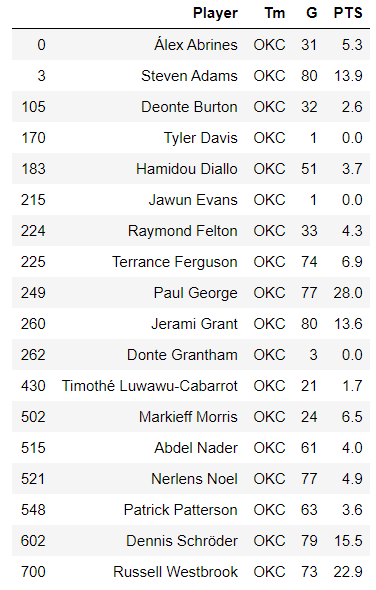 Player Tm G PTS
0 Álex Abrines OKC 31 5.3
3 Steven Adams OKC 80 13.9
105 Deonte Burton OKC 32 2.6
170 Tyler Davis OKC 1 0.0
183 Hamidou Diallo OKC 51 3.7
215 Jawun Evans OKC 1 0.0
224 Raymond Felton OKC 33 4.3
225 Terrance Ferguson OKC 74 6.9
249 Paul George OKC 77 28.0
260 Jerami Grant OKC 80 13.6
262 Donte Grantham OKC 3 0.0
430 Timothé Luwawu-Cabarrot OKC 21 1.7
502 Markieff Morris OKC 24 6.5
515 Abdel Nader OKC 61 4.0
521 Nerlens Noel OKC 77 4.9
548 Patrick Patterson OKC 63 3.6
602 Dennis Schröder OKC 79 15.5
700 Russell Westbrook OKC 73 22.9